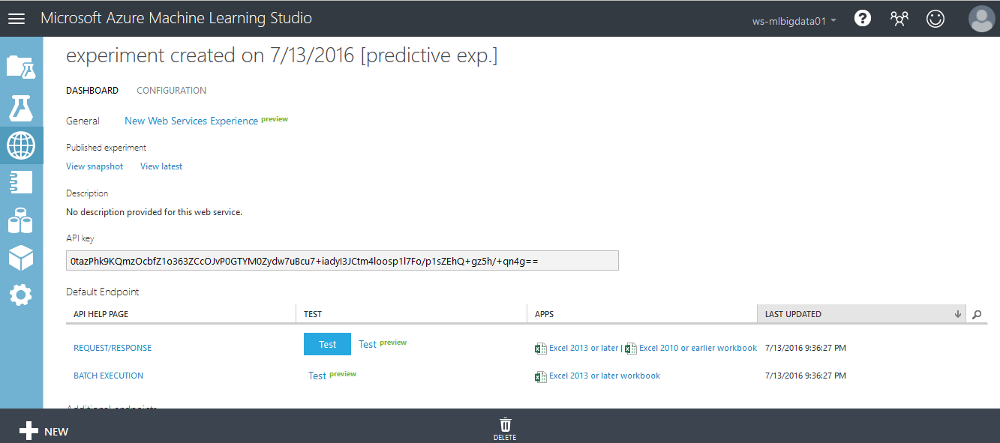 Microsoft Azure Machine Learning Studio
ws-mlbigdata01
experiment created on 7/13/2016 [predictive exp.]
DASHBOARD CONFIGURATION
General New Web Services Experience preview
Published experiment
View snapshot View latest
Description
No description provided for this web service.
API key
0tazPhk9KQmzOcbfZ1o363ZCcOJvP0GTYM0Zydw7uBcu7+iadyI3JCtm4loosp1l7Fo/p1sZEhQ+gz5h/+qn4g==
Default Endpoint
API HELP PAGE TEST APPS LAST UPDATED
REQUEST/RESPONSE Test Test preview Excel 2013 or later | Excel 2010 or earlier workbook 7/13/2016 9:36:27 PM
BATCH EXECUTION Test preview Excel 2013 or later workbook 7/13/2016 9:36:27 PM
Additional endpoints
NEW
DELETE